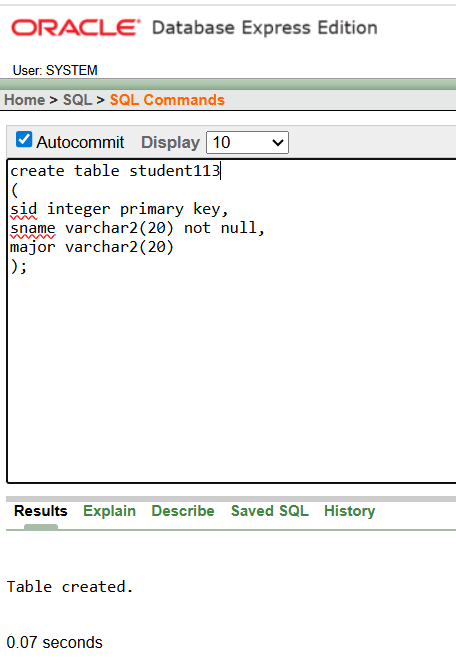 ORACLE® Database Express Edition
User: SYSTEM
Home > SQL > SQL Commands
Autocommit Display 10
create table student113
(
sid integer primary key,
sname varchar2(20) not null,
major varchar2(20)
);
Results Explain Describe Saved SQL History
Table created.
0.07 seconds